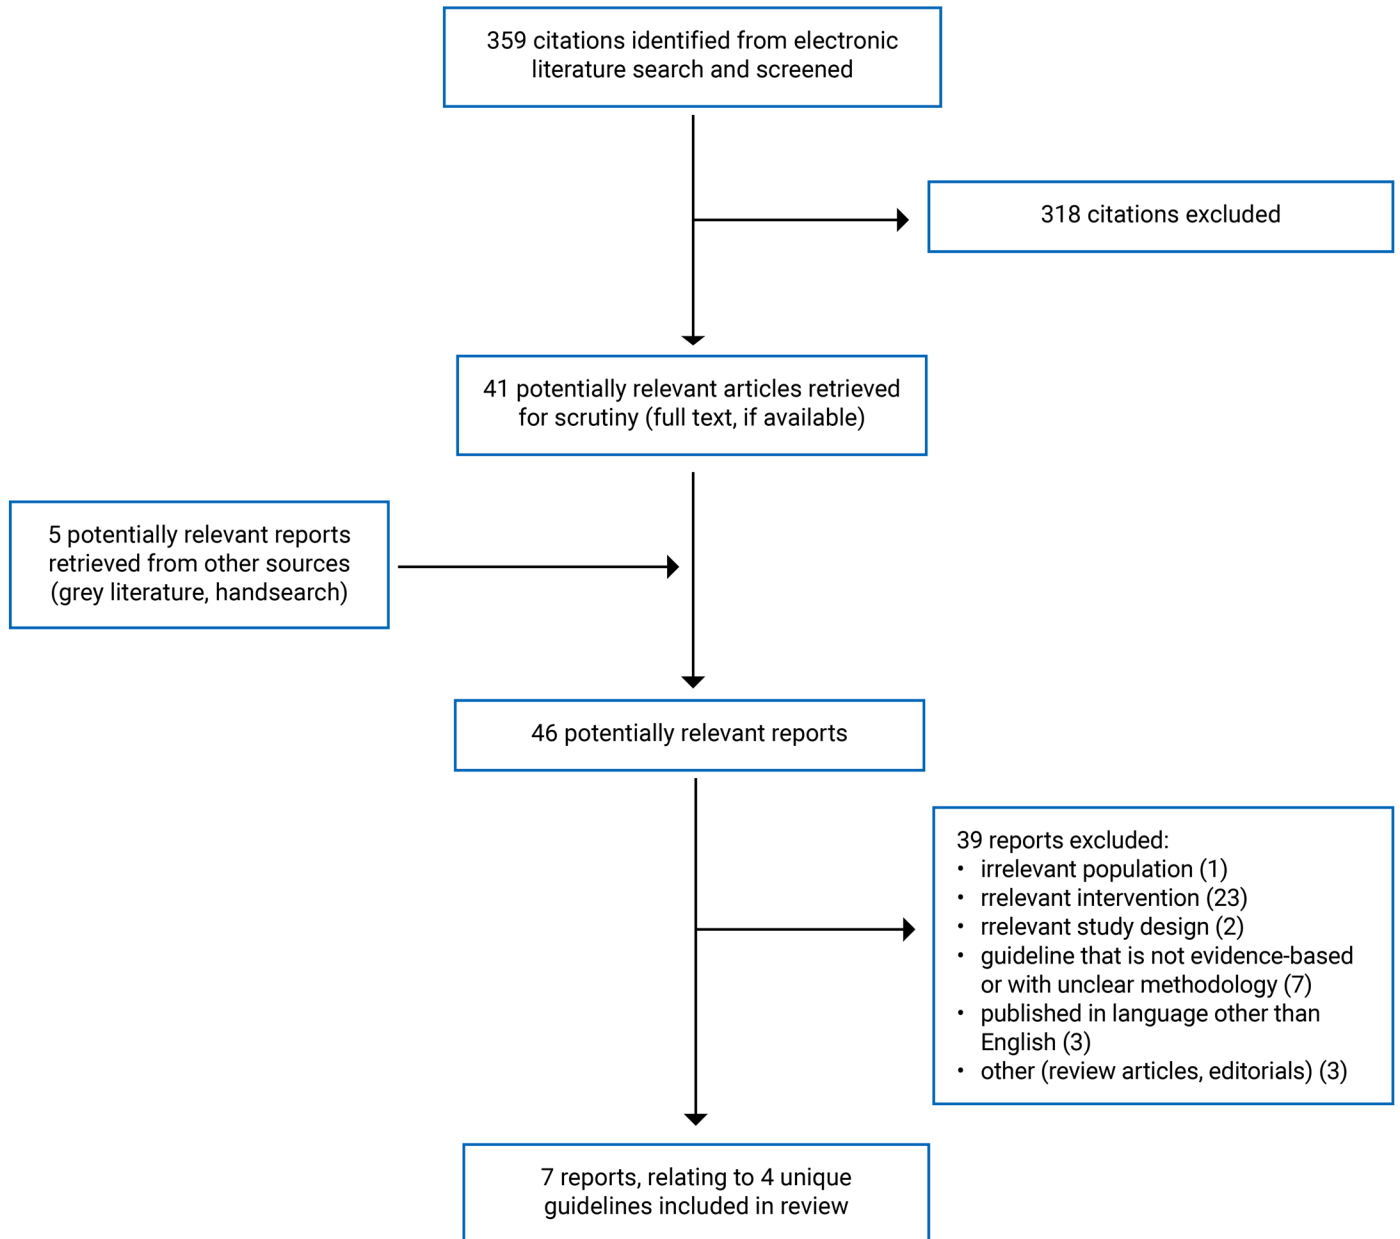 359 citations identified from electronic
literature search and screened
318 citations excluded
41 potentially relevant articles retrieved
for scrutiny (full text, if available)
5 potentially relevant reports
retrieved from other sources
(grey literature, handsearch)
46 potentially relevant reports
39 reports excluded:
• irrelevant population (1)
• rrelevant intervention (23)
• rrelevant study design (2)
• guideline that is not evidence-based
or with unclear methodology (7)
• published in language other than
English (3)
• other (review articles, editorials) (3)
7 reports, relating to 4 unique
guidelines included in review